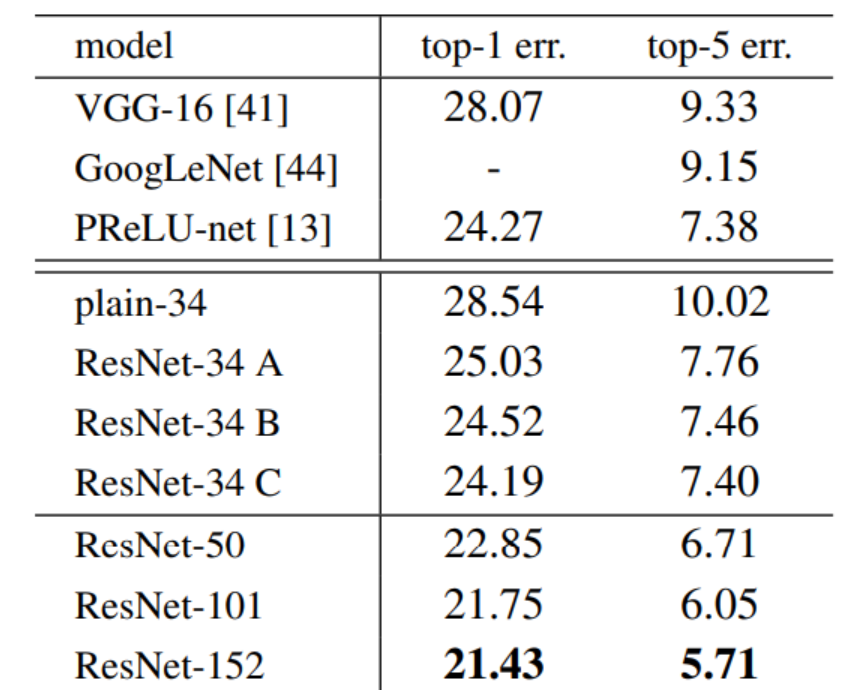 model top-1 err. top-5 err.
VGG-16 [41] 28.07 9.33
GoogLeNet [44] - 9.15
PReLU-net [13] 24.27 7.38
plain-34 28.54 10.02
ResNet-34 A 25.03 7.76
ResNet-34 B 24.52 7.46
ResNet-34 C 24.19 7.40
ResNet-50 22.85 6.71
ResNet-101 21.75 6.05
ResNet-152 21.43 5.71